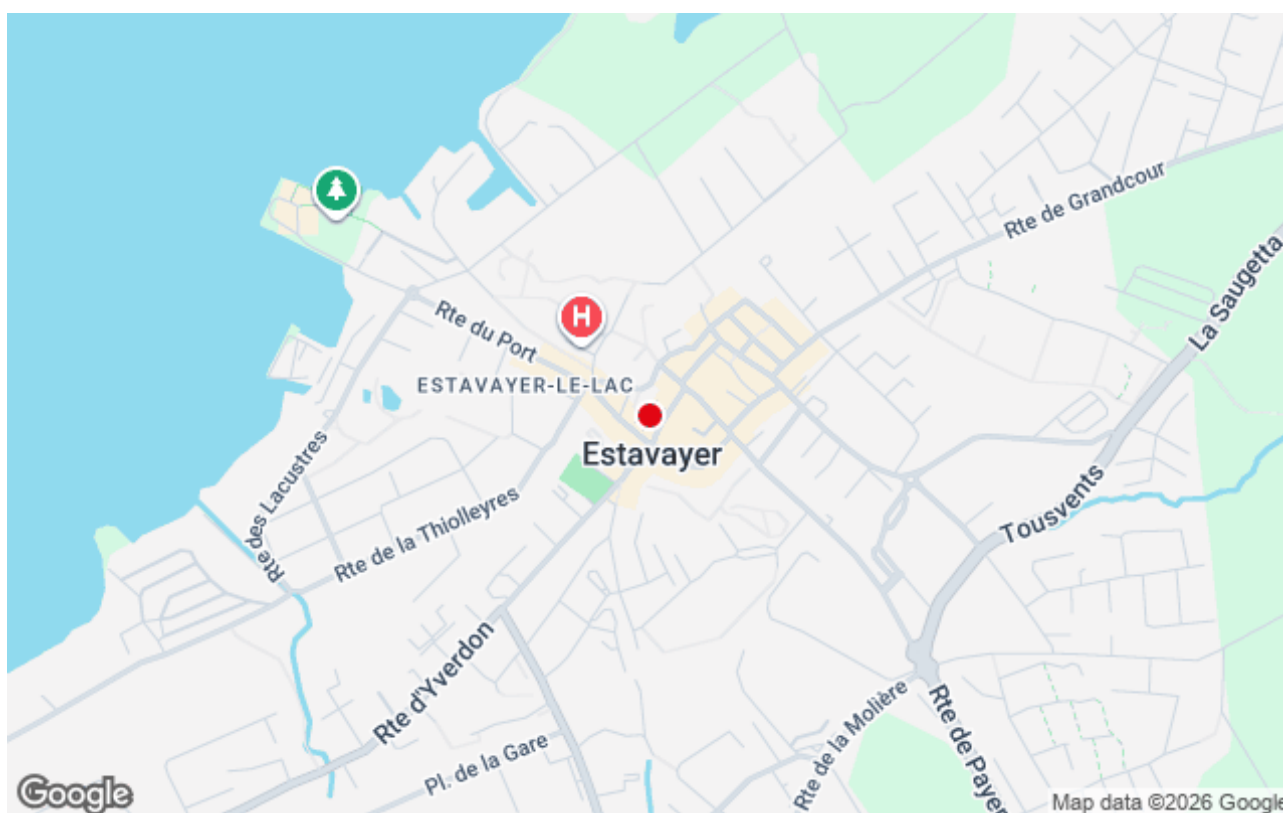 Rte de Grandcour
La Saugetta
H
Rte du Port
ESTAVAYER-LE-LAC
Estavayer
Rte des Lacustres
Rte de la Thiolleyres
Tousvents
Rte d'Yverdon
Pl. de la Gare
Rte de la Molière
Rte de Payer
Google
Map data ©2026 Google